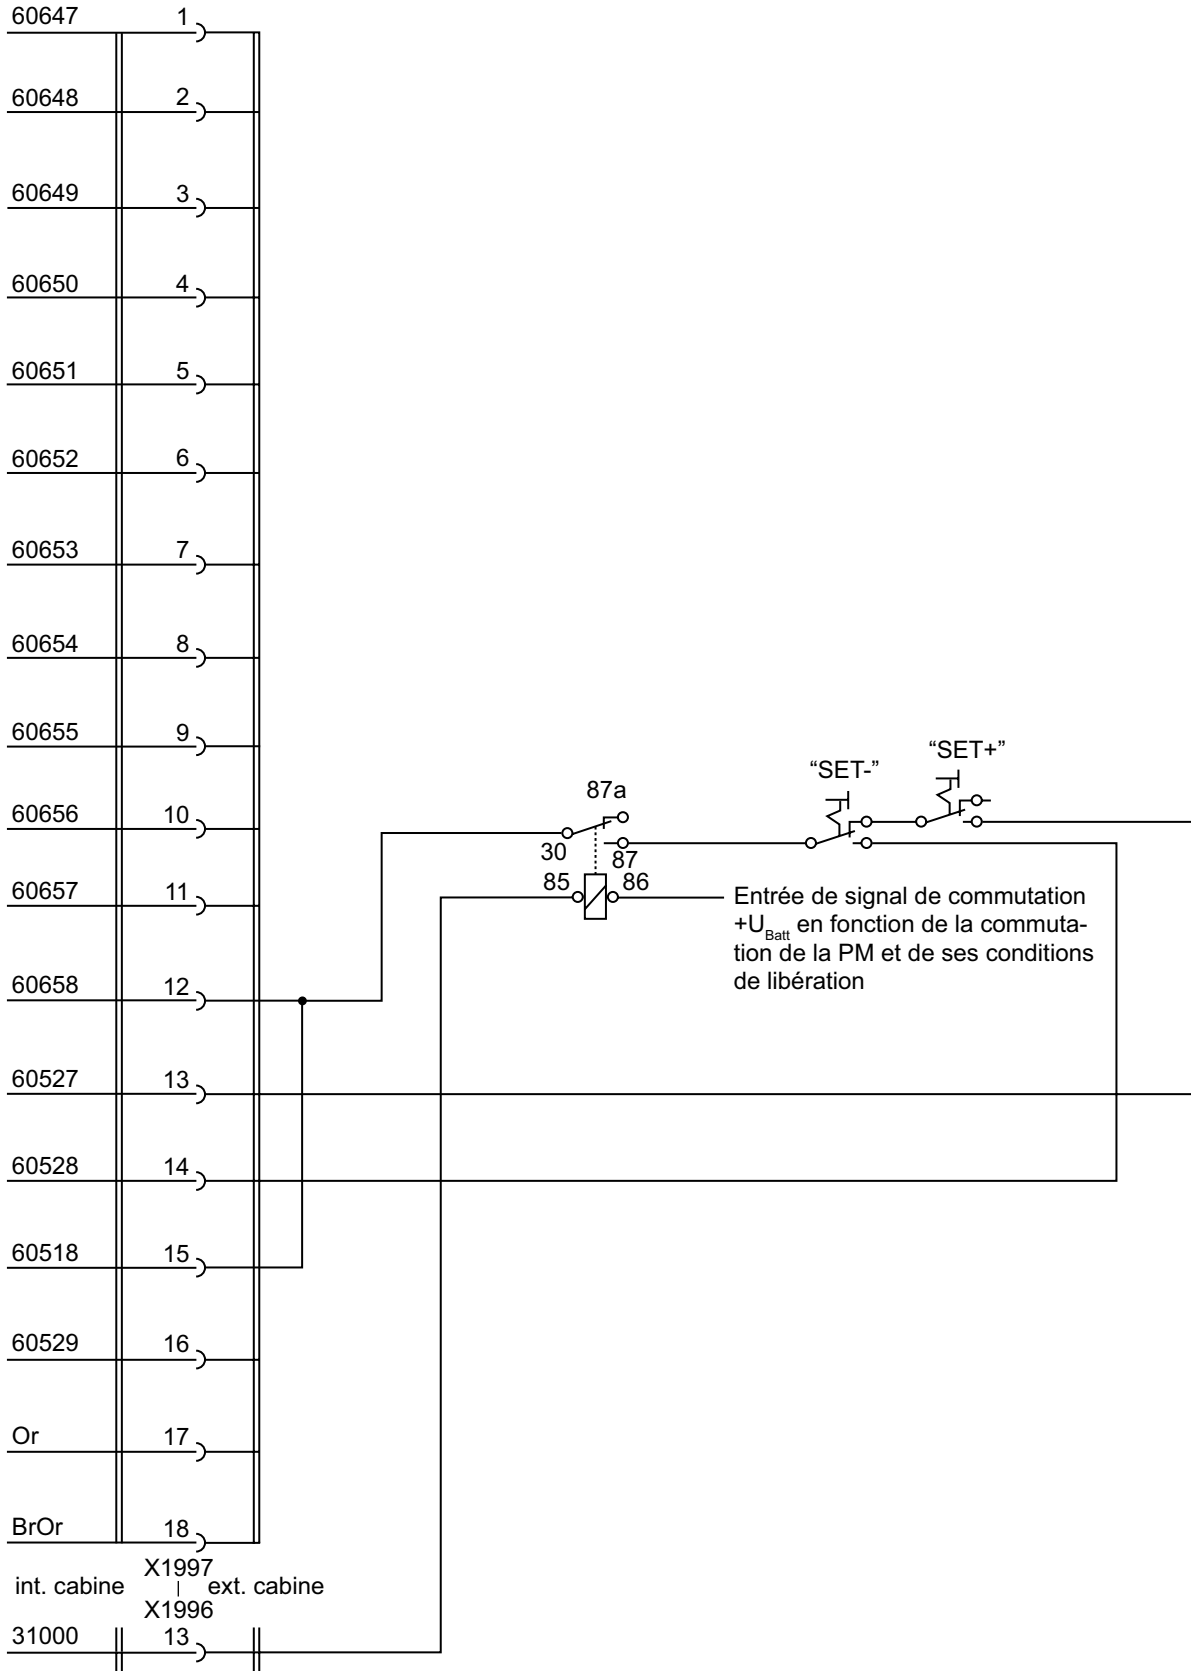 60647 1
60648 2
60649 3
60650 4
60651 5
60652 6
60653 7
60654 8
60655 9
“SET-” “SET+”
60656 10
87a
30 87
60657 11
85 86
Entrée de signal de commutation
+UBatt en fonction de la commuta-
tion de la PM et de ses conditions
de libération
60658 12
60527 13
60528 14
60518 15
60529 16
Or 17
BrOr 18
X1997
int. cabine ext. cabine
X1996
31000 13